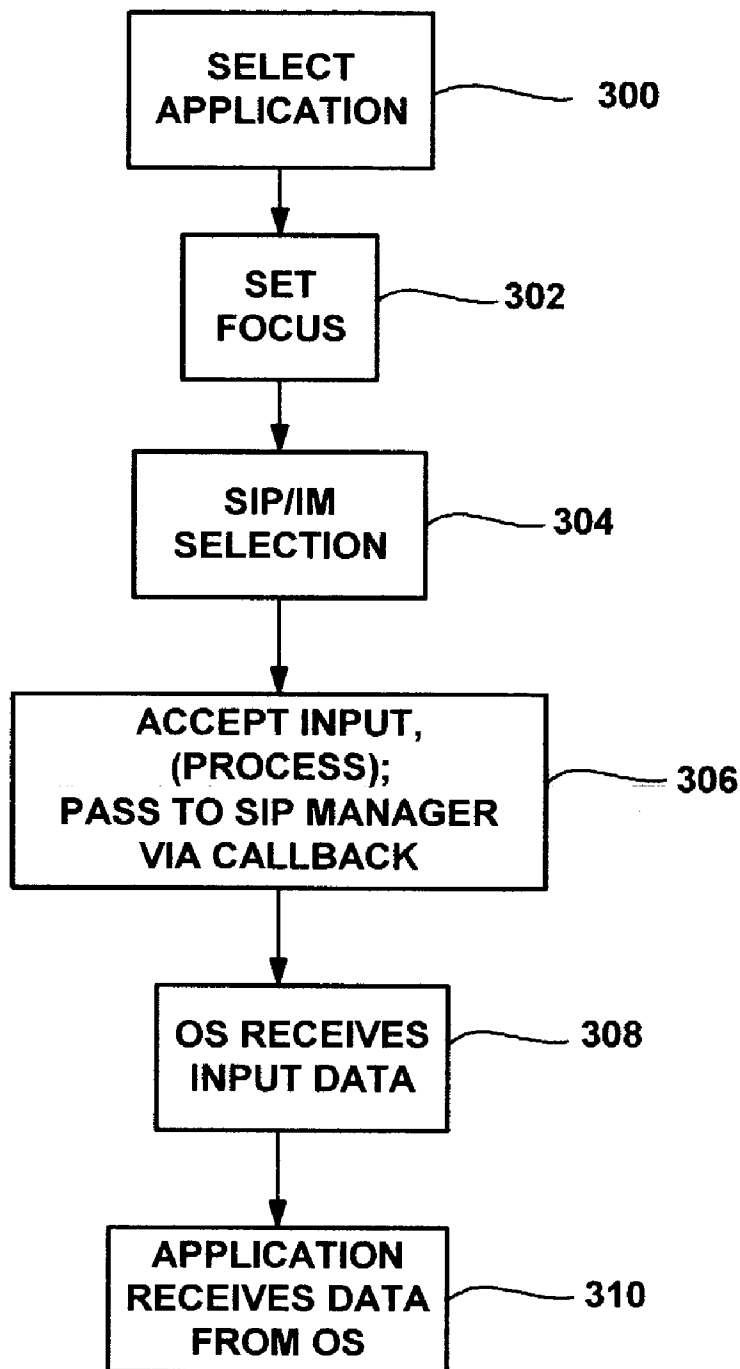 SELECT
APPLICATION
300
SET
FOCUS
302
SIP/IM
SELECTION
304
ACCEPT INPUT,
(PROCESS);
PASS TO SIP MANAGER
VIA CALLBACK
306
OS RECEIVES
INPUT DATA
308
APPLICATION
RECEIVES DATA
FROM OS
310